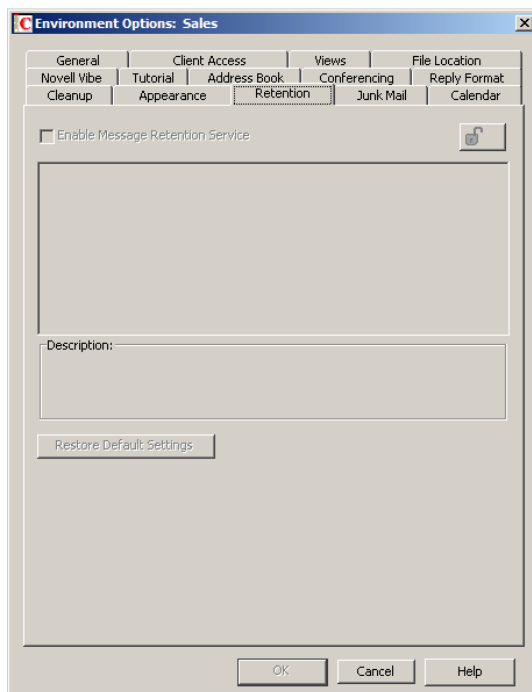 Environment Options: Sales
General Client Access Views File Location
Novell Vibe Tutorial Address Book Conferencing Reply Format
Cleanup Appearance Retention Junk Mail Calendar
Enable Message Retention Service
Description:
Restore Default Settings
OK Cancel Help